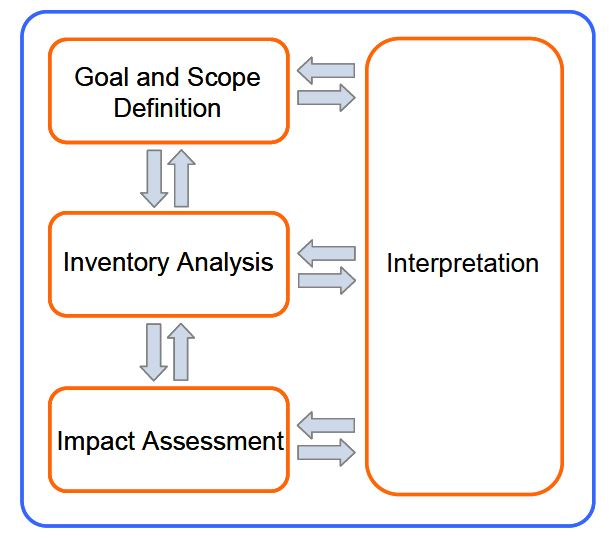 Goal and Scope
Definition
Inventory Analysis
Interpretation
Impact Assessment